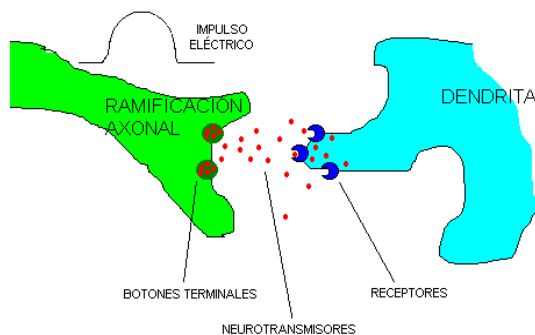 IMPULSO
ELÉCTRICO
RAMIFICACIÓN
AXONAL
DENDRITA
BOTONES TERMINALES
RECEPTORES
NEUROTRANSMISORES